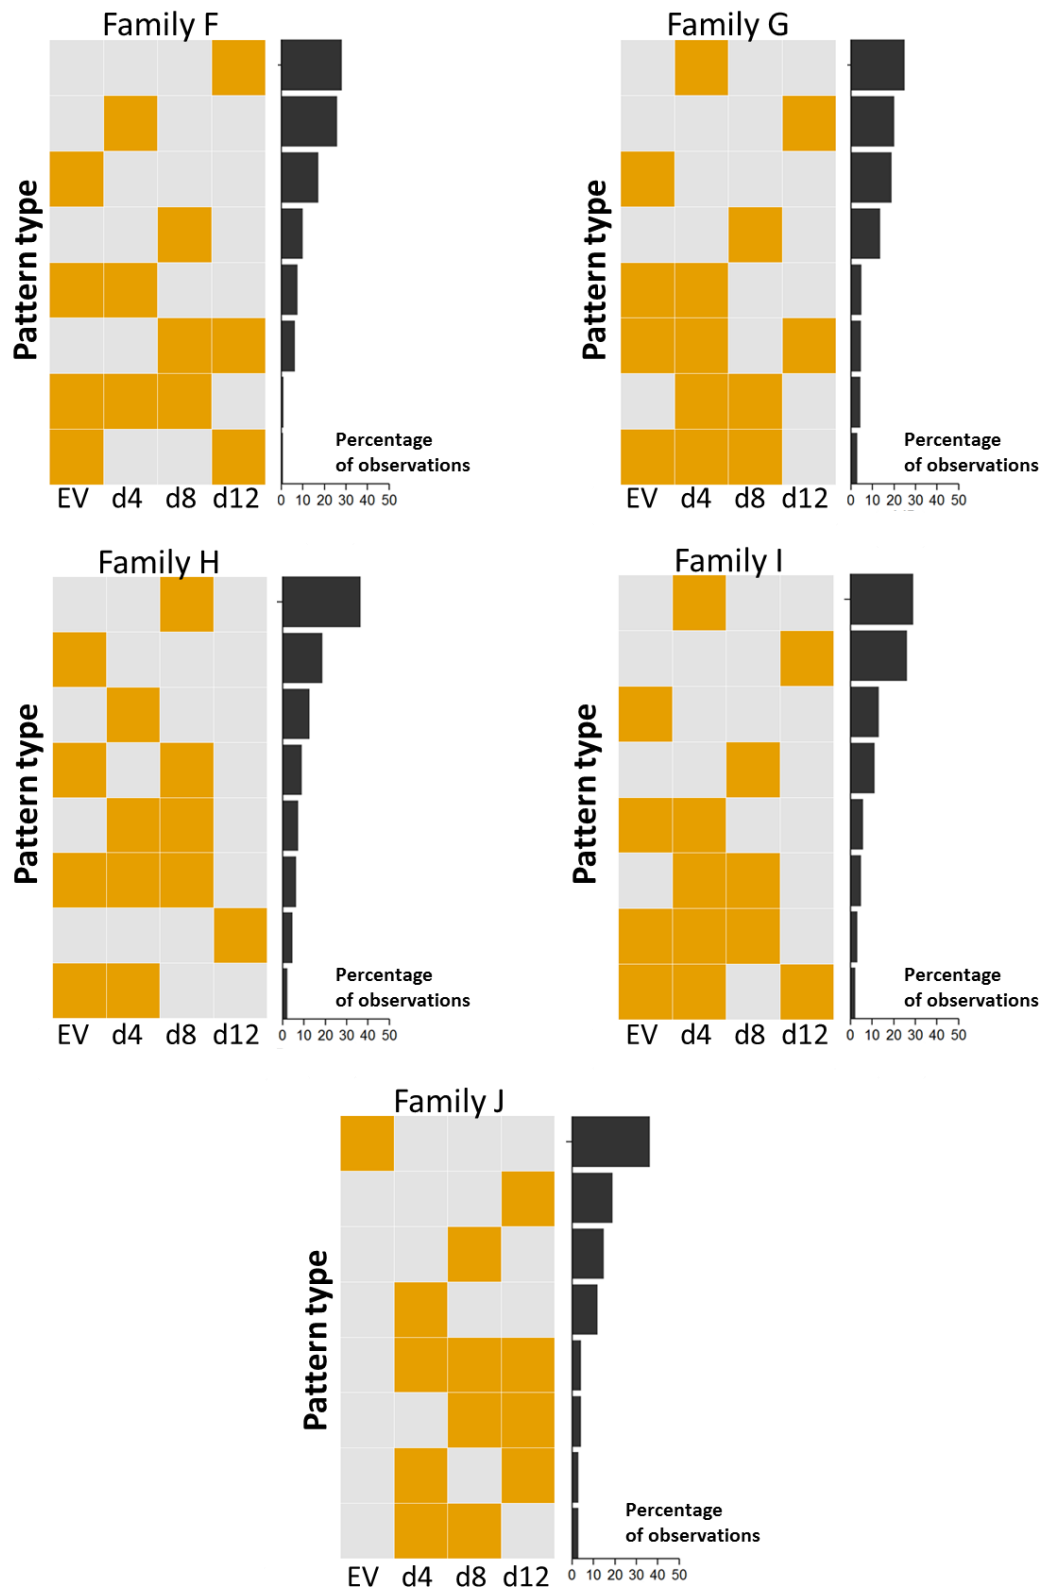 Family F
Pattern type
Percentage
of observations
EV d4 d8 d12
0 10 20 30 40 50
Family G
Pattern type
Percentage
of observations
EV d4 d8 d12
0 10 20 30 40 50
Family H
Pattern type
Percentage
of observations
EV d4 d8 d12
0 10 20 30 40 50
Family I
Pattern type
Percentage
of observations
EV d4 d8 d12
0 10 20 30 40 50
Family J
Pattern type
Percentage
of observations
EV d4 d8 d12
0 10 20 30 40 50